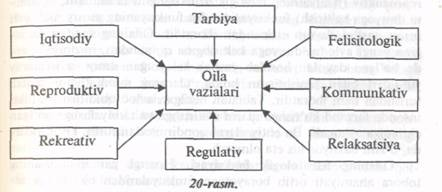 Tarbiya
Iqtisodiy
Felisitologik
Reproduktiv
Oila
vazialari
Kommunkativ
Rekreativ
Regulativ
Relaksatsiya
20-rasm.